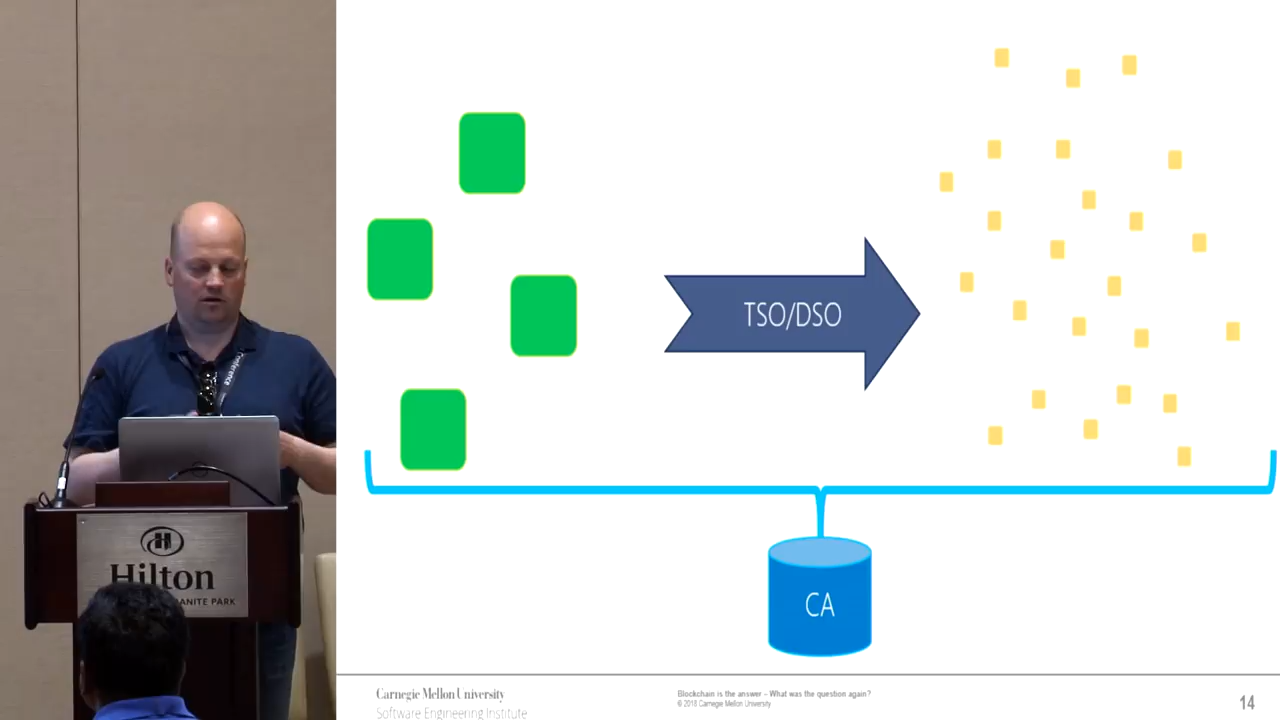 TSO/DSO
CA
Hilton
ANITE PARK
Conference
Carnegie Mellon University
Software Engineering Institute
Blockchain is the answer – What was the question again?
© 2018 Carnegie Mellon University
14